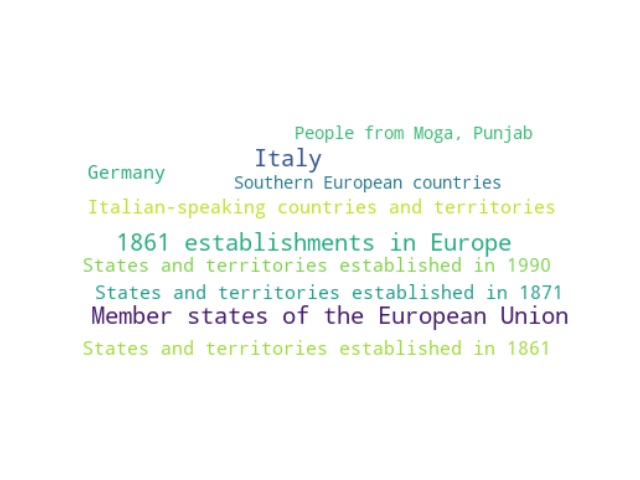 People from Moga, Punjab
Italy
Germany
Southern European countries
Italian-speaking countries and territories
1861 establishments in Europe
States and territories established in 1990
States and territories established in 1871
Member states of the European Union
States and territories established in 1861